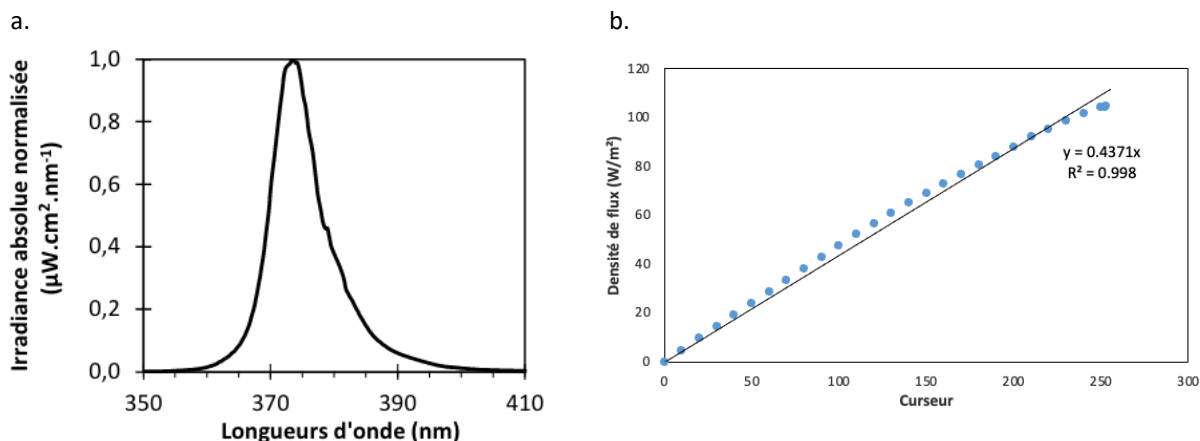 a.
Irradiance absolue normalisée
(µW.cm².nm⁻¹)
1,0
0,8
0,6
0,4
0,2
0,0
350 370 390 410
Longueurs d'onde (nm)
b.
Densité de flux (W/m²)
120
100
80
60
40
20
0
y = 0.4371x
R² = 0.998
0 50 100 150 200 250 300
Curseur